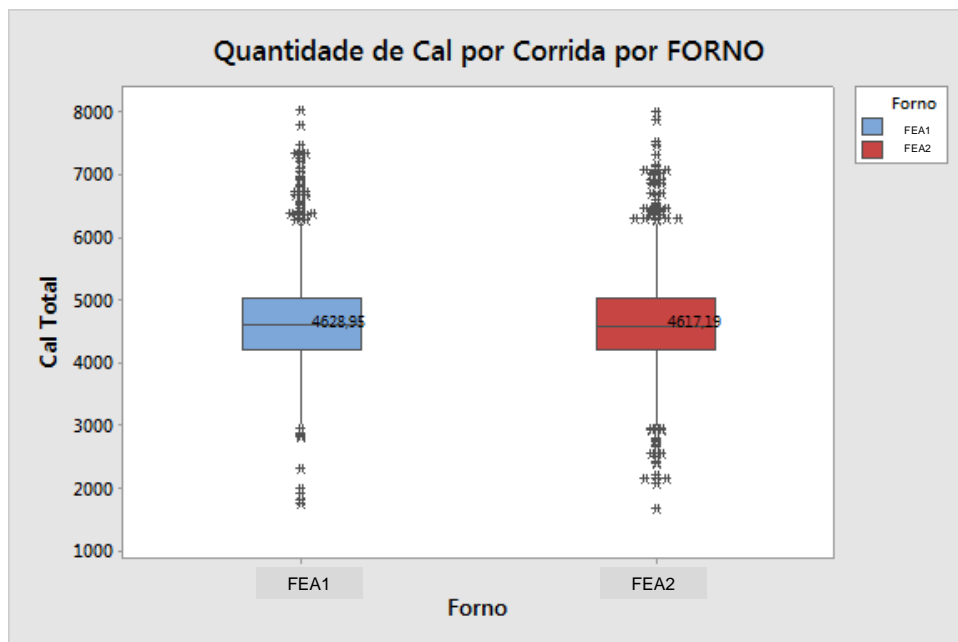 Quantidade de Cal por Corrida por FORNO
Forno
FEA1
FEA2
Cal Total
8000
7000
6000
5000
4000
3000
2000
1000
4628,95
4617,19
FEA1
FEA2
Forno